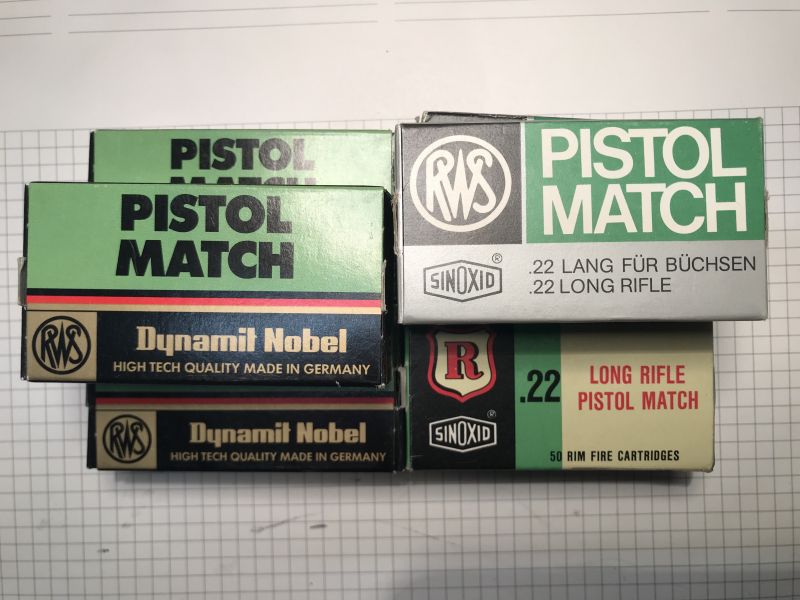 PISTOL
MATCH
PISTOL
MATCH
RWS
Dynamit Nobel
HIGH TECH QUALITY MADE IN GERMANY
RWS
Dynamit Nobel
HIGH TECH QUALITY MADE IN GERMANY
RWS
PISTOL
MATCH
SINOXID®
.22 LANG FÜR BÜCHSEN
.22 LONG RIFLE
R
SINOXID®
.22
LONG RIFLE
PISTOL MATCH
50 RIM FIRE CARTRIDGES